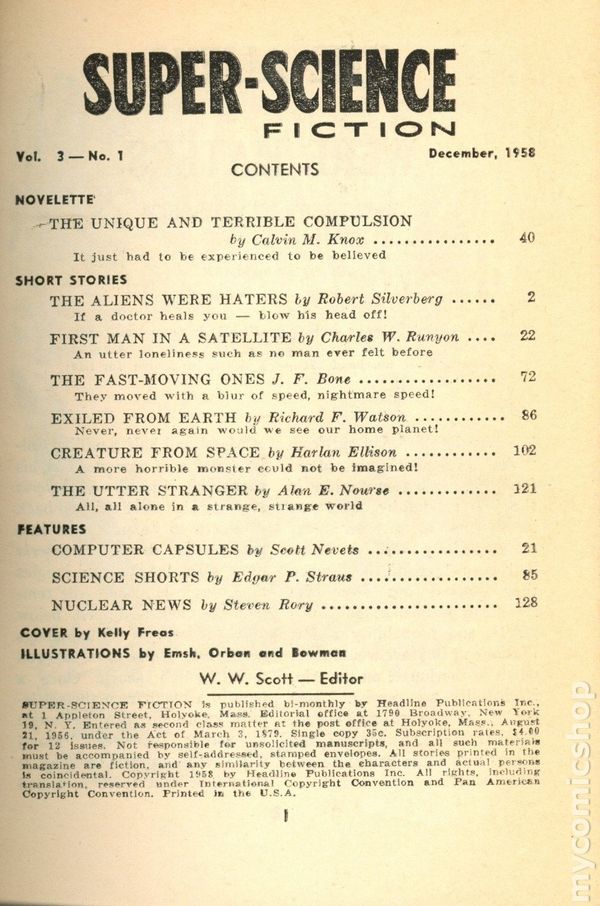 SUPER-SCIENCE
FICTION
Vol. 3 — No. 1 December, 1958
CONTENTS
NOVELETTE
THE UNIQUE AND TERRIBLE COMPULSION
by Calvin M. Knox ................ 40
It just had to be experienced to be believed
SHORT STORIES
THE ALIENS WERE HATERS by Robert Silverberg ...... 2
If a doctor heals you — blow his head off!
FIRST MAN IN A SATELLITE by Charles W. Runyon .... 22
An utter loneliness such as no man ever felt before
THE FAST-MOVING ONES J. F. Bone ................. 72
They moved with a blur of speed, nightmare speed!
EXILED FROM EARTH by Richard F. Watson ............ 86
Never, never again would we see our home planet!
CREATURE FROM SPACE by Harlan Ellison ............ 102
A more horrible monster could not be imagined!
THE UTTER STRANGER by Alan E. Nourse ............. 121
All, all alone in a strange, strange world
FEATURES
COMPUTER CAPSULES by Scott Nevets ................. 21
SCIENCE SHORTS by Edgar P. Straus .................. 85
NUCLEAR NEWS by Steven Rory ....................... 128
COVER by Kelly Freas
ILLUSTRATIONS by Emsh, Orban and Bowman
W. W. Scott — Editor
SUPER-SCIENCE FICTION is published bi-monthly by Headline Publications Inc.,
at 1 Appleton Street, Holyoke, Mass. Editorial office at 1790 Broadway, New York
19, N. Y. Entered as second class matter at the post office at Holyoke, Mass., August
21, 1956, under the Act of March 3, 1879. Single copy 35c. Subscription rates, $4.00
for 12 issues. Not responsible for unsolicited manuscripts, and all such materials
must be accompanied by self-addressed, stamped envelopes. All stories printed in the
magazine are fiction, and any similarity between the characters and actual persons
is coincidental. Copyright 1958 by Headline Publications Inc. All rights, including
translation, reserved under International Copyright Convention and Pan American
Copyright Convention. Printed in the U.S.A.
1
mycomicshop